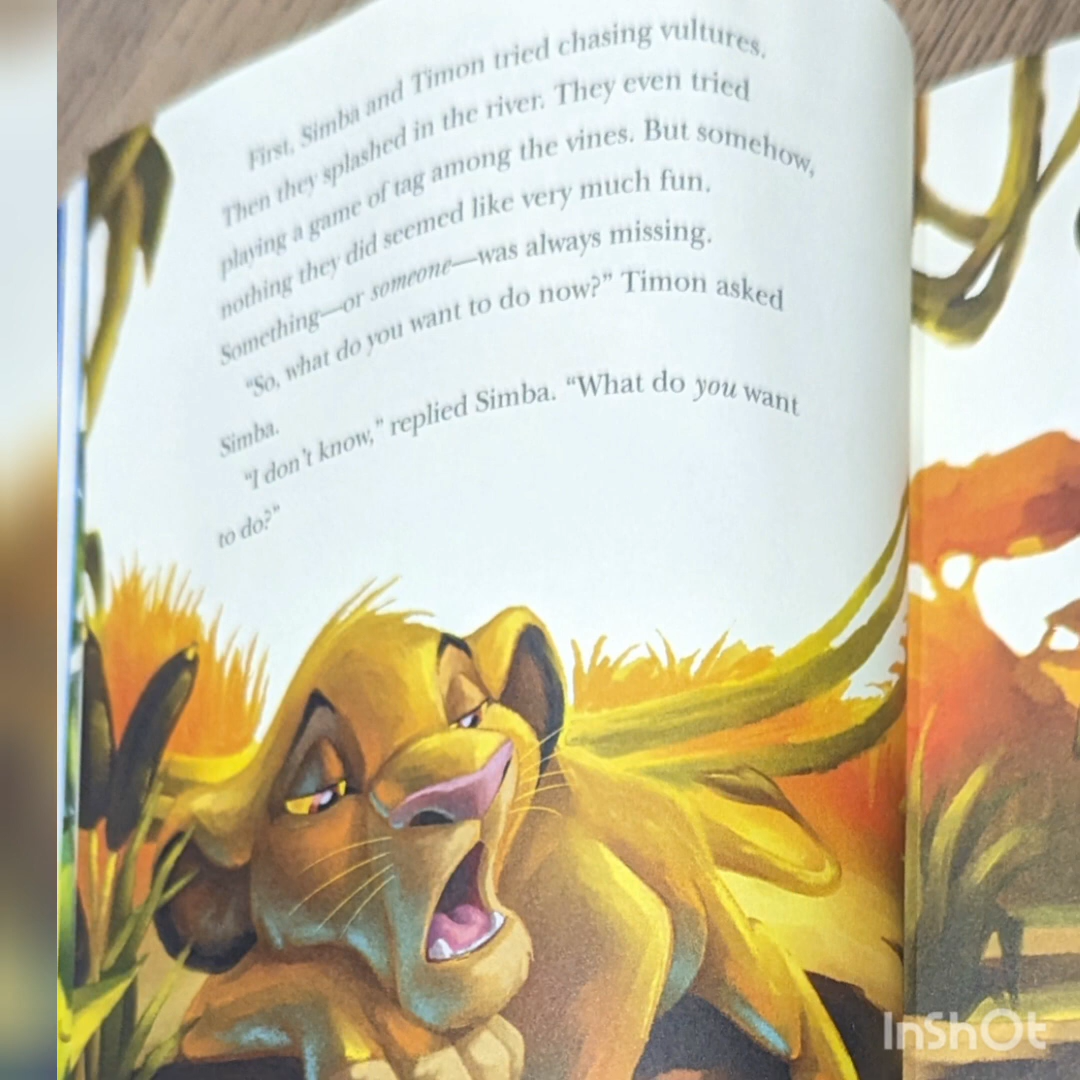 First, Simba and Timon tried chasing vultures.
Then they splashed in the river. They even tried
playing a game of tag among the vines. But somehow,
nothing they did seemed like very much fun.
Something—or someone—was always missing.
“So, what do you want to do now?” Timon asked
Simba.
“I don’t know,” replied Simba. “What do you want
to do?”
InShOt